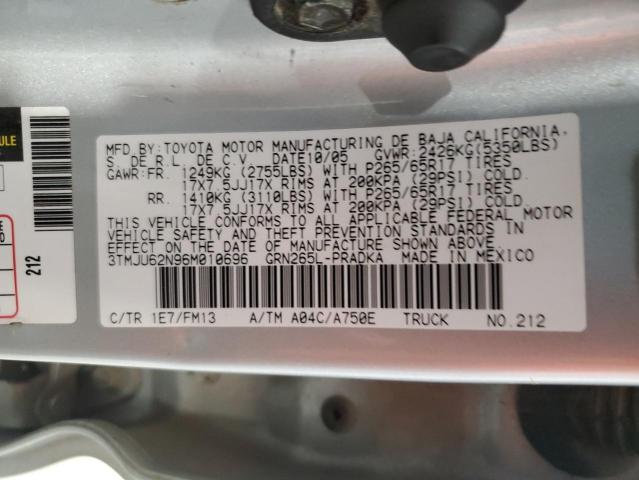 MFD.BY:TOYOTA MOTOR MANUFACTURING DE BAJA CALIFORNIA,
S. DE R.L. DE C.V. DATE10/05 GVWR:2426KG(5350LBS)
GAWR:FR. 1249KG (2755LBS) WITH P265/65R17 TIRES
17X7.5JJ17X RIMS AT 200KPA (29PSI) COLD.
RR. 1410KG (3110LBS) WITH P265/65R17 TIRES
17X7.5JJ17X RIMS AT 200KPA (29PSI) COLD.
THIS VEHICLE CONFORMS TO ALL APPLICABLE FEDERAL MOTOR
VEHICLE SAFETY AND THEFT PREVENTION STANDARDS IN
EFFECT ON THE DATE OF MANUFACTURE SHOWN ABOVE.
3TMJU62N96M010696 GRN265L-PRADKA MADE IN MEXICO
C/TR 1E7/FM13 A/TM A04C/A750E TRUCK NO.212
212